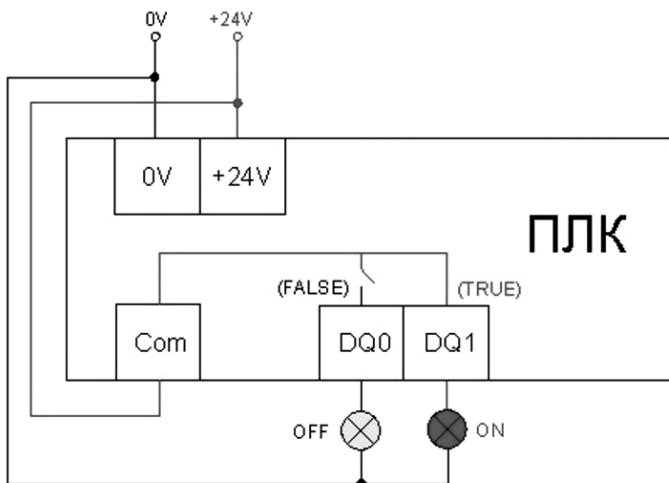 0V +24V
0V +24V
ПЛК
(FALSE) (TRUE)
Com DQ0 DQ1
OFF ON